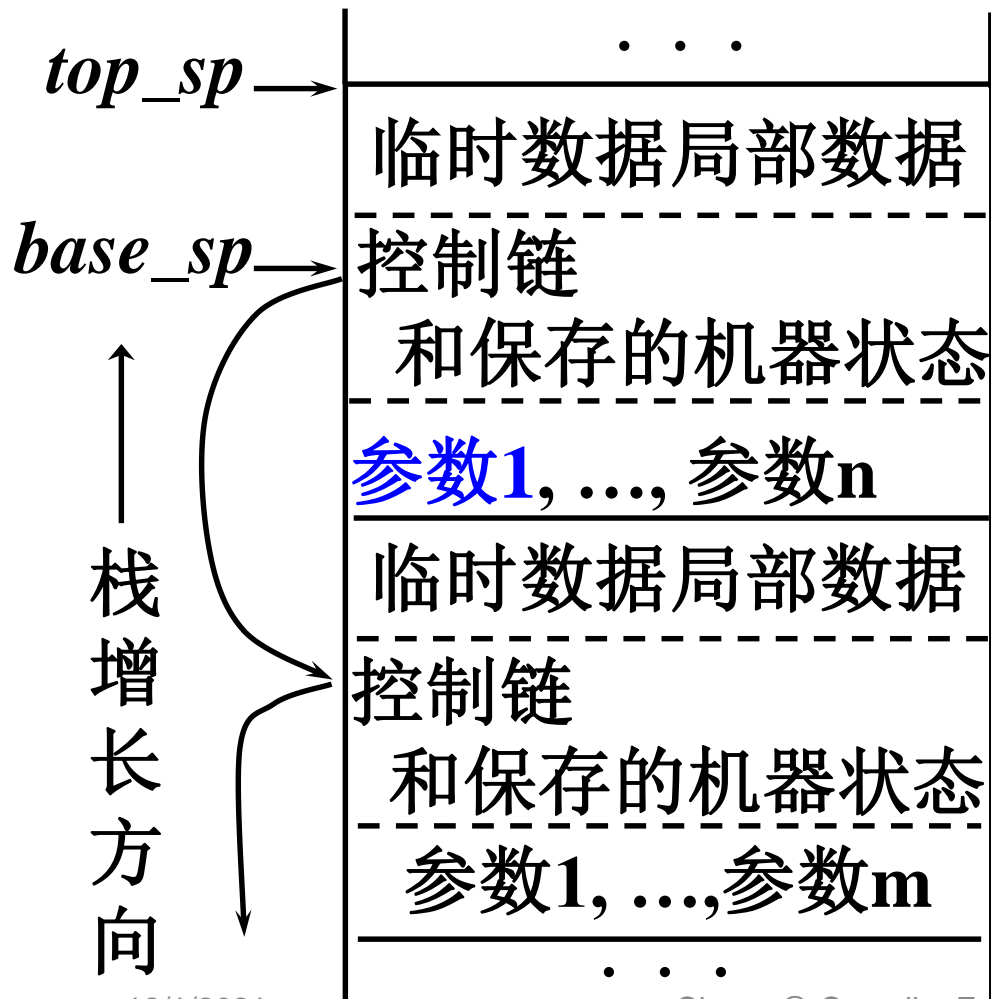 . . .
top_sp
临时数据局部数据
base_sp
控制链
和保存的机器状态
参数1, …, 参数n
临时数据局部数据
控制链
和保存的机器状态
参数1, …,参数m
. . .
栈增长方向